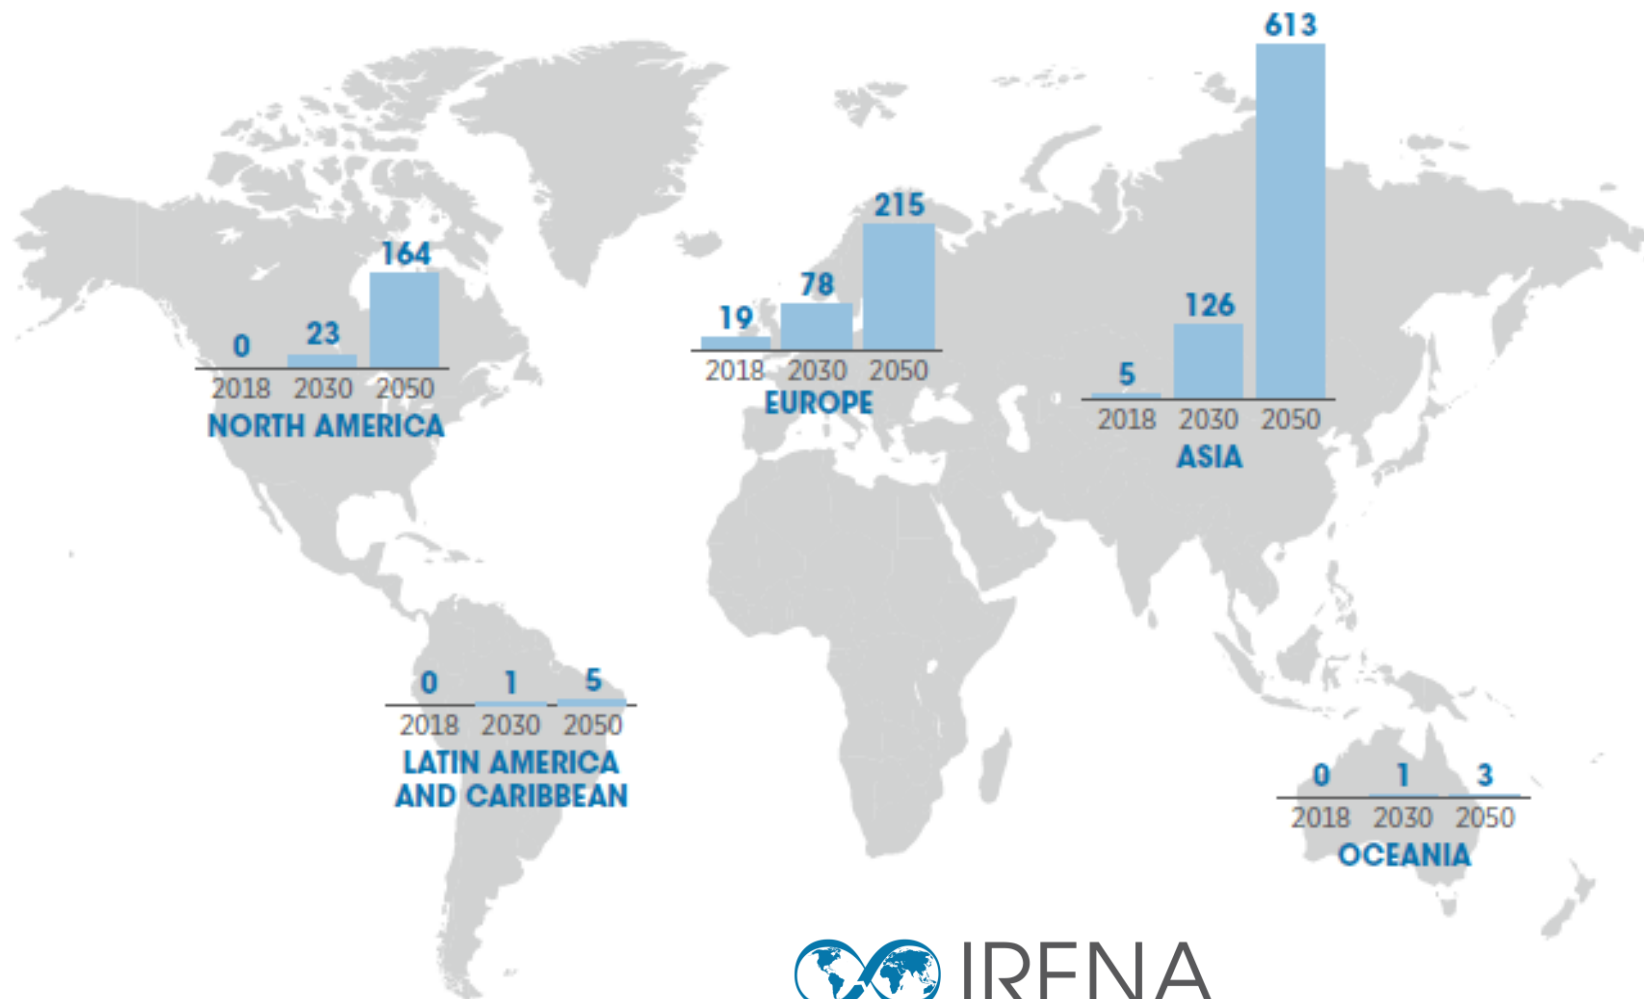 613
215
164
78
126
19
23
0
5
2018 2030 2050
EUROPE
2018 2030 2050
NORTH AMERICA
2018 2030 2050
ASIA
0 1 5
2018 2030 2050
LATIN AMERICA
AND CARIBBEAN
0 1 3
2018 2030 2050
OCEANIA
IRENA